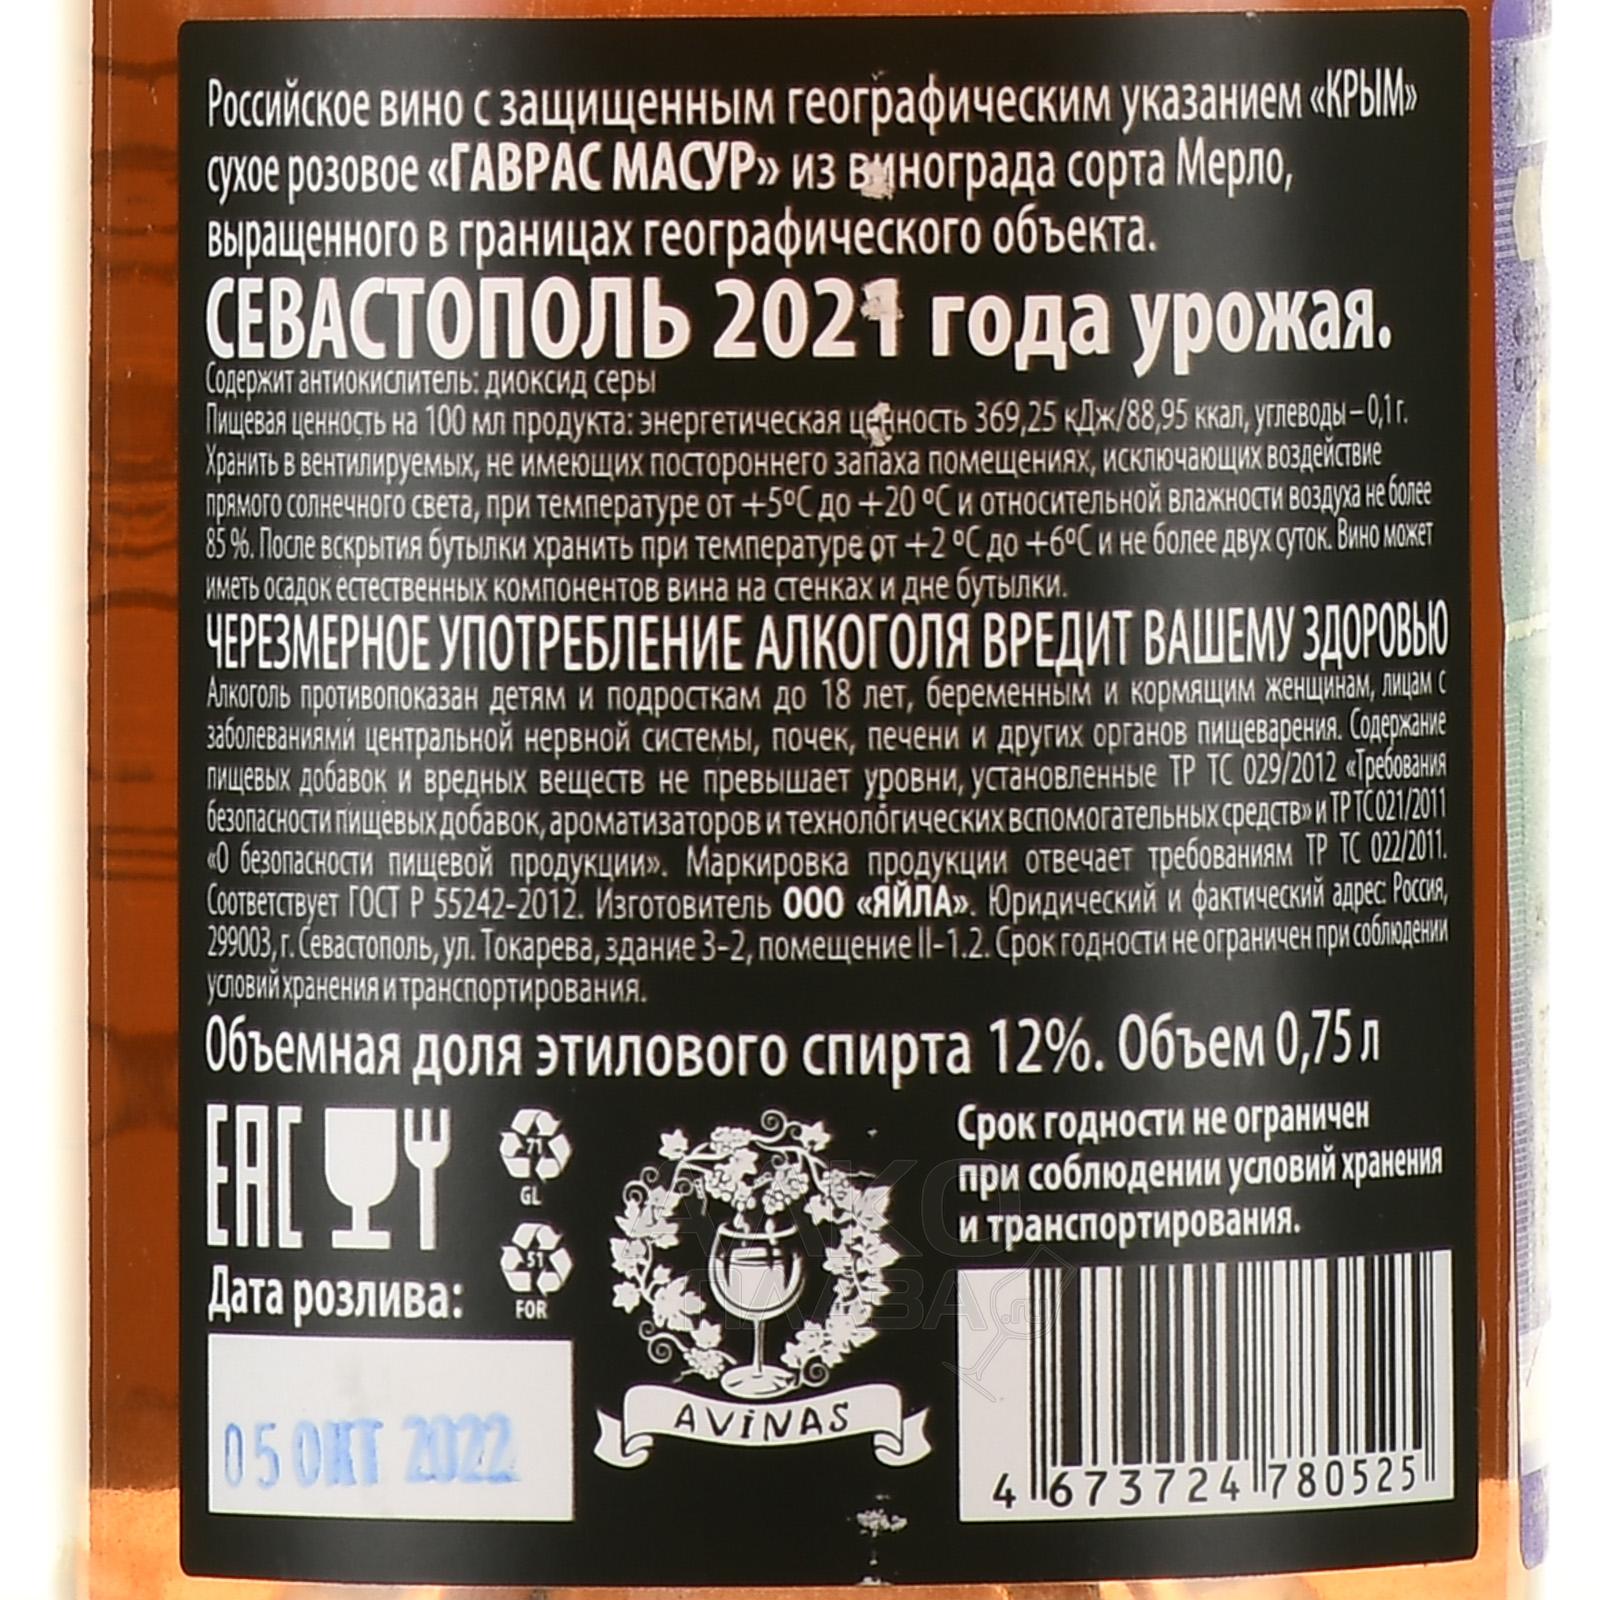 Российское вино с защищенным географическим указанием «КРЫМ»
сухое розовое «ГАВРАС МАСУР» из винограда сорта Мерло,
выращенного в границах географического объекта.
СЕВАСТОПОЛЬ 2021 года урожая.
Содержит антиокислитель: диоксид серы
Пищевая ценность на 100 мл продукта: энергетическая ценность 369,25 кДж/88,95 ккал, углеводы – 0,1 г.
Хранить в вентилируемых, не имеющих постороннего запаха помещениях, исключающих воздействие
прямого солнечного света, при температуре от +5ºС до +20 ºС и относительной влажности воздуха не более
85 %. После вскрытия бутылки хранить при температуре от +2 ºС до +6ºС и не более двух суток. Вино может
иметь осадок естественных компонентов вина на стенках и дне бутылки.
ЧЕРЕЗМЕРНОЕ УПОТРЕБЛЕНИЕ АЛКОГОЛЯ ВРЕДИТ ВАШЕМУ ЗДОРОВЬЮ
Алкоголь противопоказан детям и подросткам до 18 лет, беременным и кормящим женщинам, лицам с
заболеваниями центральной нервной системы, почек, печени и других органов пищеварения. Содержание
пищевых добавок и вредных веществ не превышает уровни, установленные ТР ТС 029/2012 «Требования
безопасности пищевых добавок, ароматизаторов и технологических вспомогательных средств» и ТР ТС 021/2011
«О безопасности пищевой продукции». Маркировка продукции отвечает требованиям ТР ТС 022/2011.
Соответствует ГОСТ Р 55242-2012. Изготовитель ООО «ЯЙЛА». Юридический и фактический адрес: Россия,
299003, г. Севастополь, ул. Токарева, здание 3-2, помещение II-1.2. Срок годности не ограничен при соблюдении
условий хранения и транспортирования.
Объемная доля этилового спирта 12%. Объем 0,75 л
ЕАС
71
GL
51
FOR
Дата розлива:
05 ОКТ 2022
AViNAS
Срок годности не ограничен
при соблюдении условий хранения
и транспортирования.
4 673724 780525
АЛКО
ПЛАЗА.ru